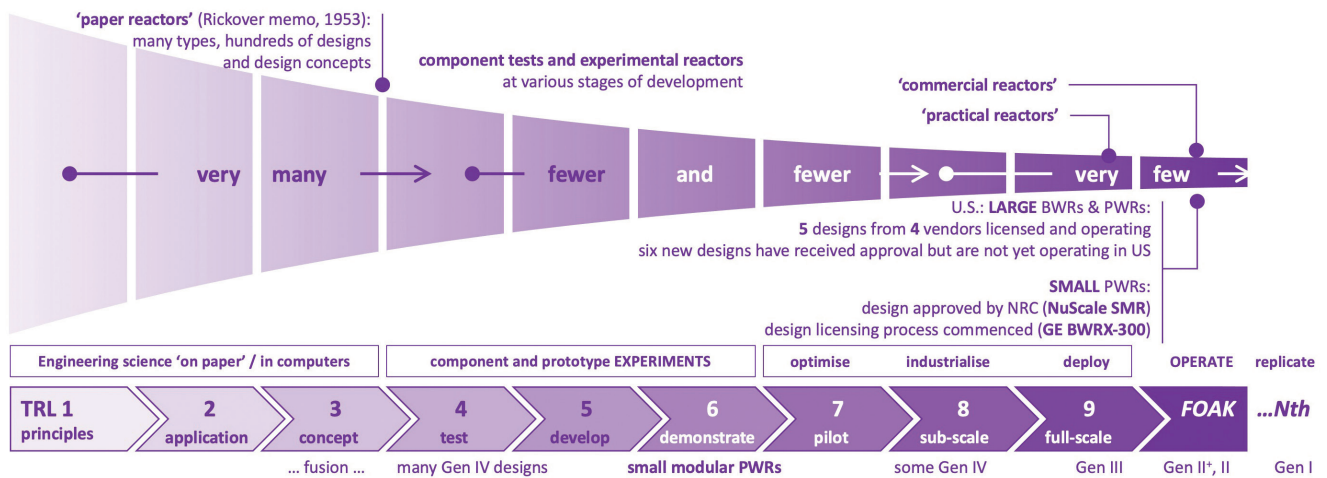 ‘paper reactors’ (Rickover memo, 1953):
many types, hundreds of designs
and design concepts
component tests and experimental reactors
at various stages of development
‘commercial reactors’
‘practical reactors’
very many fewer and fewer very few
U.S.: LARGE BWRs & PWRs:
5 designs from 4 vendors licensed and operating
six new designs have received approval but are not yet operating in US
SMALL PWRs:
design approved by NRC (NuScale SMR)
design licensing process commenced (GE BWRX-300)
Engineering science ‘on paper’ / in computers
component and prototype EXPERIMENTS
optimise industrialise deploy
OPERATE
replicate
TRL 1
principles
2
application
3
concept
4
test
5
develop
6
demonstrate
7
pilot
8
sub-scale
9
full-scale
FOAK
...Nth
... fusion ...
many Gen IV designs
small modular PWRs
some Gen IV
Gen III
Gen II⁺, II
Gen I